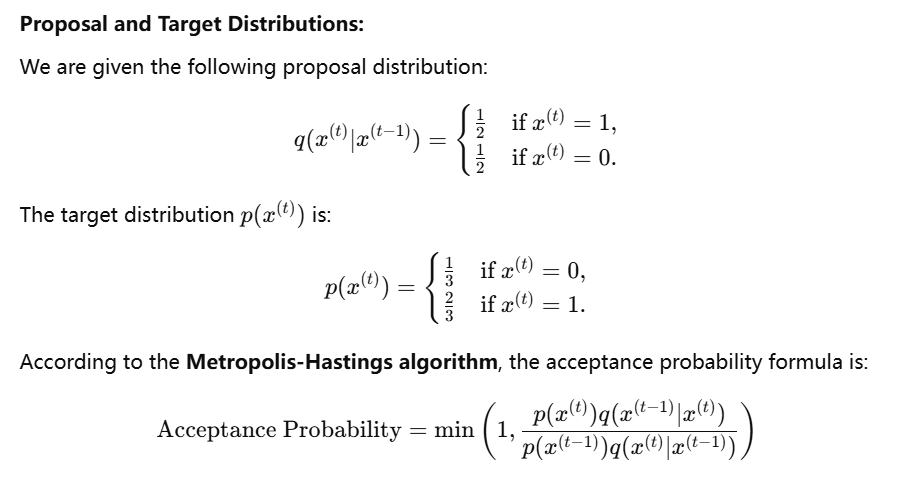 Proposal and Target Distributions:
We are given the following proposal distribution:
$$q(x^{(t)}|x^{(t-1)}) = \begin{cases} \frac{1}{2} & \text{if } x^{(t)} = 1, \\ \frac{1}{2} & \text{if } x^{(t)} = 0. \end{cases}$$
The target distribution $p(x^{(t)})$ is:
$$p(x^{(t)}) = \begin{cases} \frac{1}{3} & \text{if } x^{(t)} = 0, \\ \frac{2}{3} & \text{if } x^{(t)} = 1. \end{cases}$$
According to the Metropolis-Hastings algorithm, the acceptance probability formula is:
$$\text{Acceptance Probability} = \min \left( 1, \frac{p(x^{(t)})q(x^{(t-1)}|x^{(t)})}{p(x^{(t-1)})q(x^{(t)}|x^{(t-1)})} \right)$$